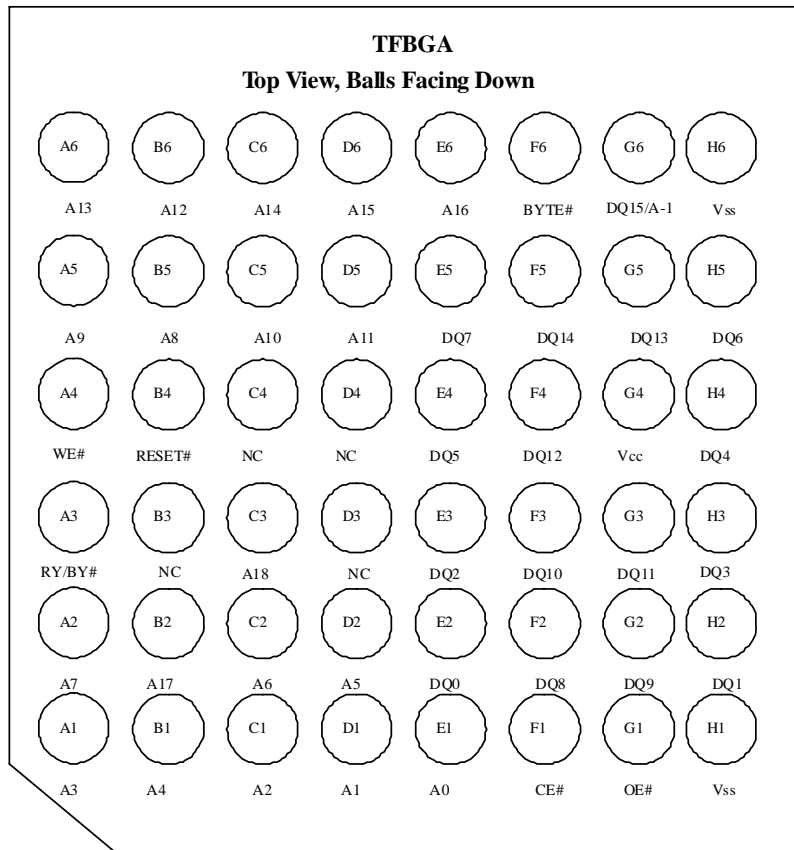 TFBGA
Top View, Balls Facing Down
A6 B6 C6 D6 E6 F6 G6 H6
A13 A12 A14 A15 A16 BYTE# DQ15/A-1 Vss
A5 B5 C5 D5 E5 F5 G5 H5
A9 A8 A10 A11 DQ7 DQ14 DQ13 DQ6
A4 B4 C4 D4 E4 F4 G4 H4
WE# RESET# NC NC DQ5 DQ12 Vcc DQ4
A3 B3 C3 D3 E3 F3 G3 H3
RY/BY# NC A18 NC DQ2 DQ10 DQ11 DQ3
A2 B2 C2 D2 E2 F2 G2 H2
A7 A17 A6 A5 DQ0 DQ8 DQ9 DQ1
A1 B1 C1 D1 E1 F1 G1 H1
A3 A4 A2 A1 A0 CE# OE# Vss